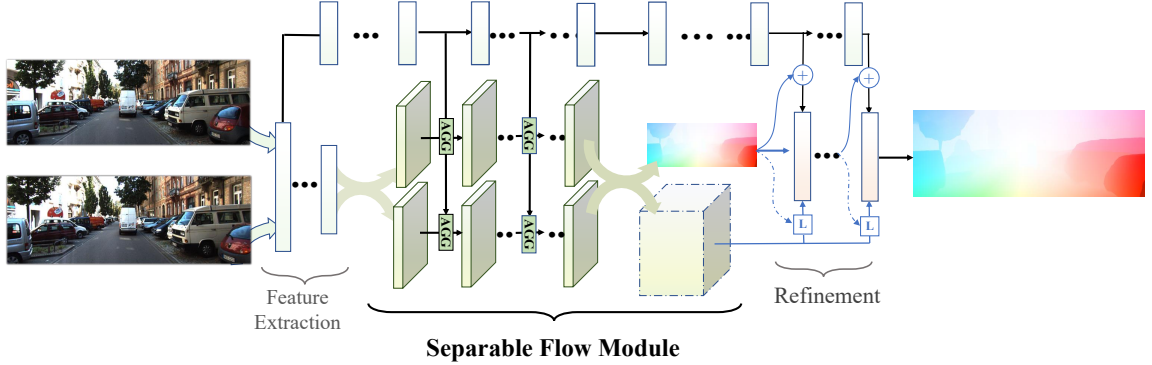 AGG
AGG
AGG
AGG
L
L
Feature
Extraction
Refinement
Separable Flow Module